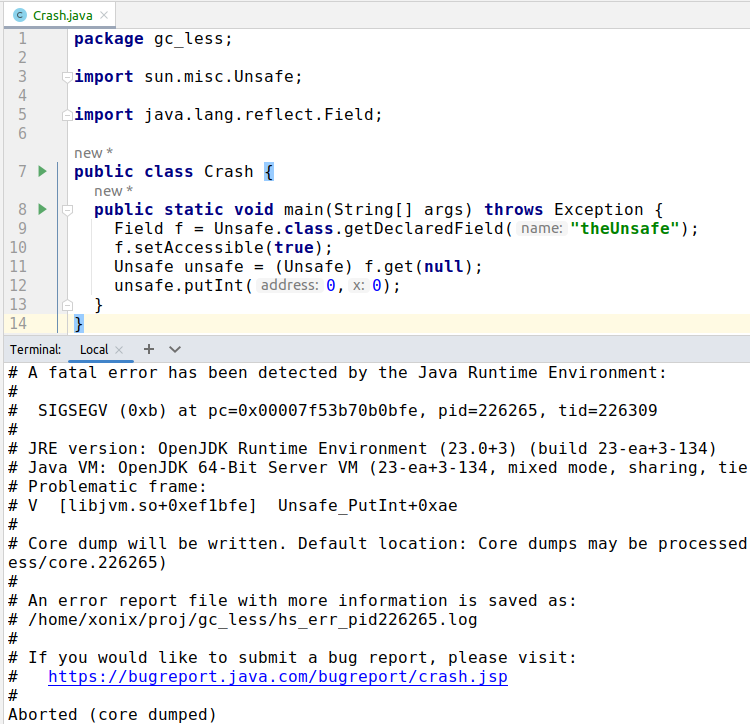 Crash.java
1 package gc_less;
2
3 import sun.misc.Unsafe;
4
5 import java.lang.reflect.Field;
6
new *
7 public class Crash {
new *
8 public static void main(String[] args) throws Exception {
9 Field f = Unsafe.class.getDeclaredField( name: "theUnsafe");
10 f.setAccessible(true);
11 Unsafe unsafe = (Unsafe) f.get(null);
12 unsafe.putInt( address: 0, x: 0);
13 }
14 }
Terminal: Local
# A fatal error has been detected by the Java Runtime Environment:
#
#  SIGSEGV (0xb) at pc=0x00007f53b70b0bfe, pid=226265, tid=226309
#
# JRE version: OpenJDK Runtime Environment (23.0+3) (build 23-ea+3-134)
# Java VM: OpenJDK 64-Bit Server VM (23-ea+3-134, mixed mode, sharing, tie
# Problematic frame:
# V  [libjvm.so+0xef1bfe]  Unsafe_PutInt+0xae
#
# Core dump will be written. Default location: Core dumps may be processed
ess/core.226265)
#
# An error report file with more information is saved as:
# /home/xonix/proj/gc_less/hs_err_pid226265.log
#
# If you would like to submit a bug report, please visit:
#   https://bugreport.java.com/bugreport/crash.jsp
#
Aborted (core dumped)